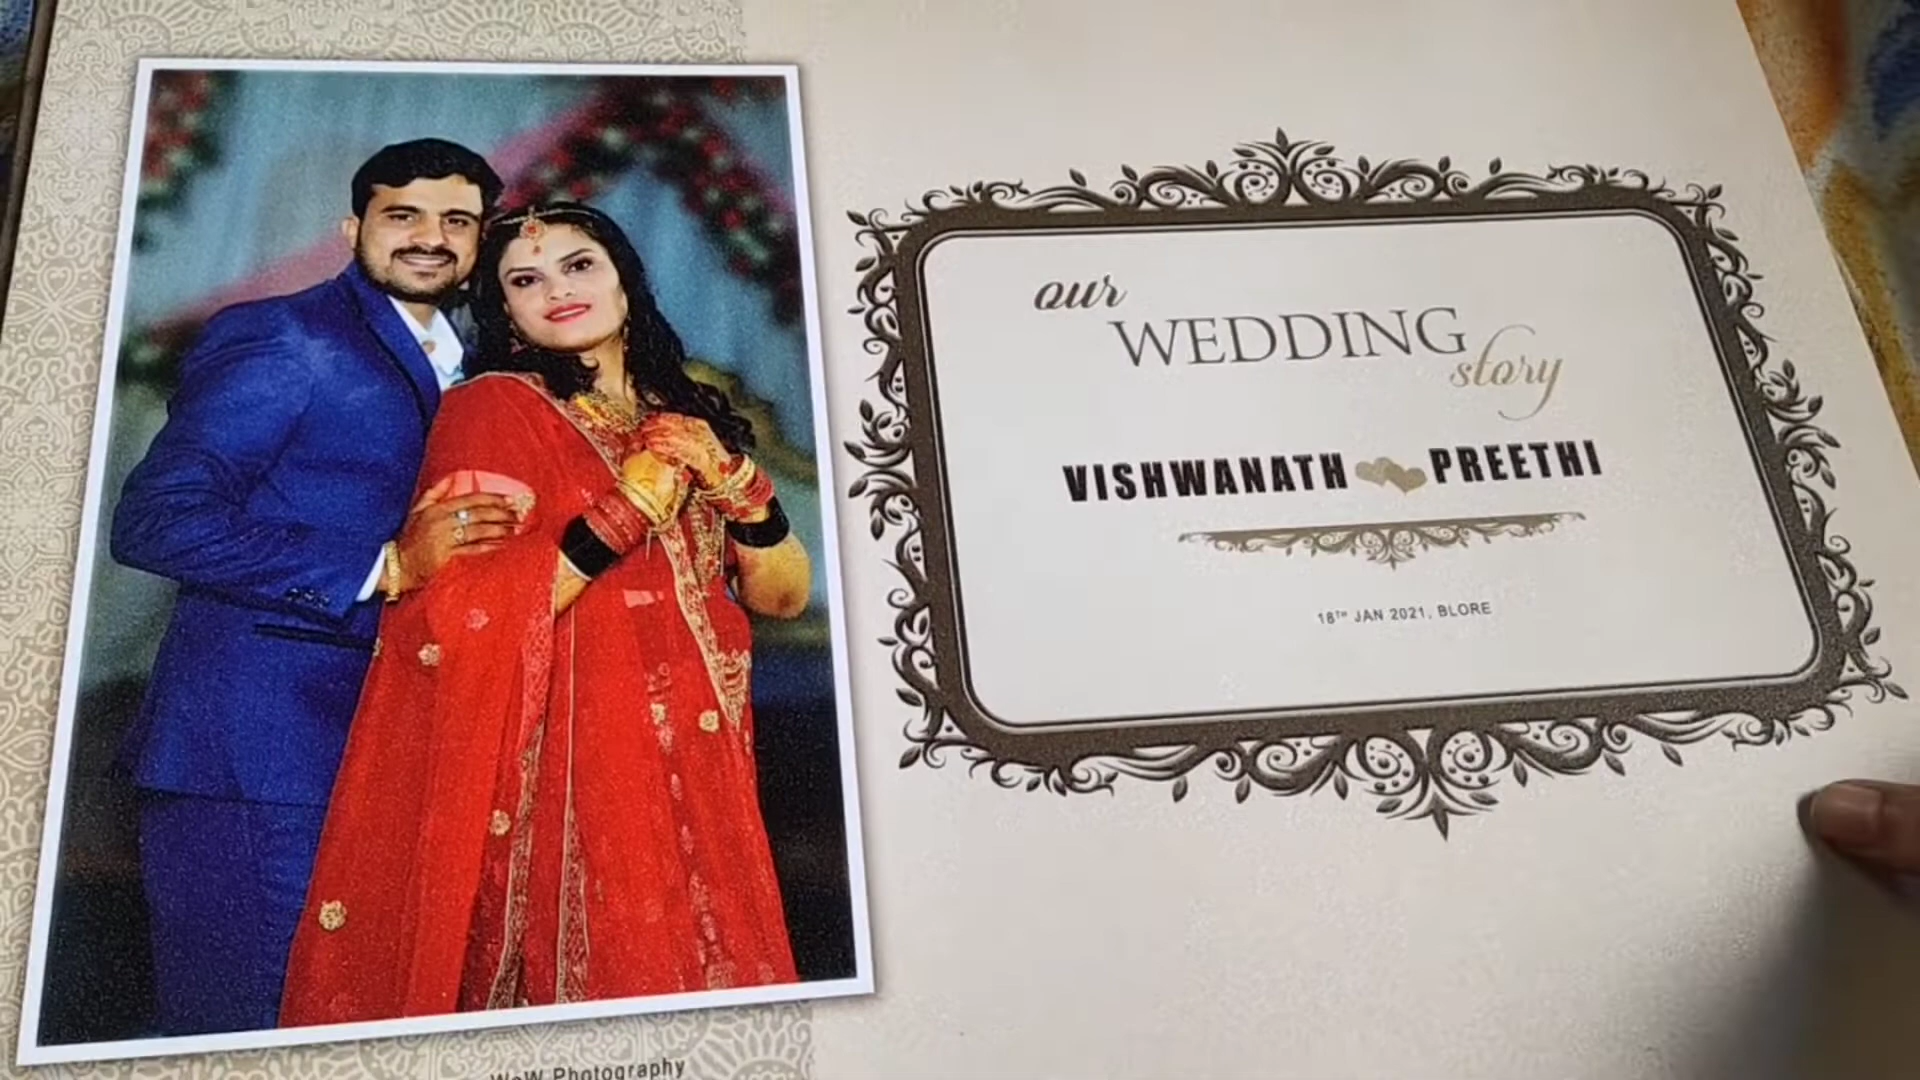 our
WEDDING
story
VISHWANATH PREETHI
18TH JAN 2021, BLORE
WoW Photography